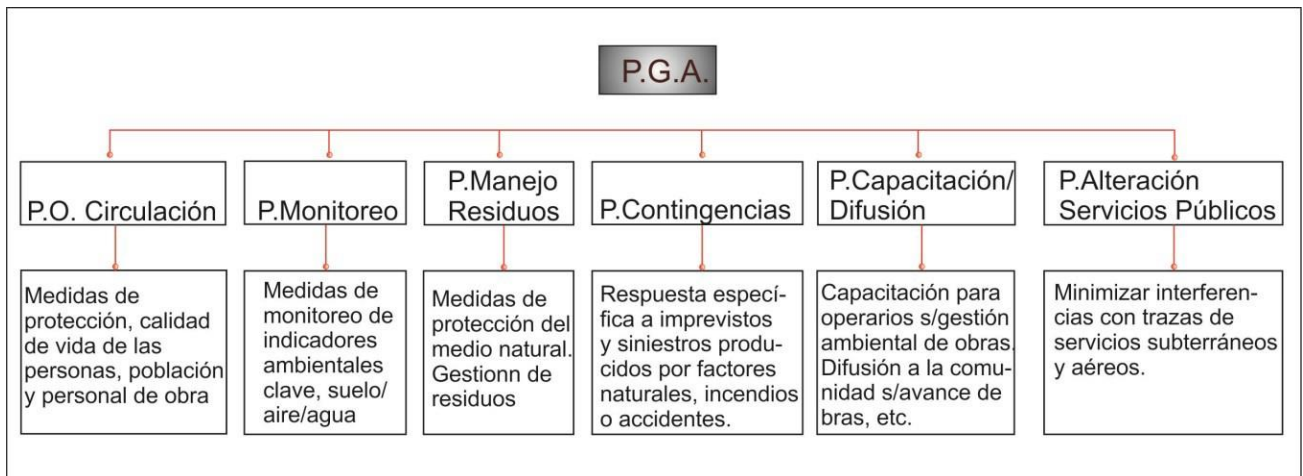 P.G.A.
P.O. Circulación
P.Monitoreo
P.Manejo
Residuos
P.Contingencias
P.Capacitación/
Difusión
P.Alteración
Servicios Públicos
Medidas de
protección, calidad
de vida de las
personas, población
y personal de obra
Medidas de
monitoreo de
indicadores
ambientales
clave, suelo/
aire/agua
Medidas de
protección del
medio natural.
Gestionn de
residuos
Respuesta especí-
fica a imprevistos
y siniestros produ-
cidos por factores
naturales, incendios
o accidentes.
Capacitación para
operarios s/gestión
ambiental de obras.
Difusión a la comu-
nidad s/avance de
bras, etc.
Minimizar interferen-
cias con trazas de
servicios subterráneos
y aéreos.